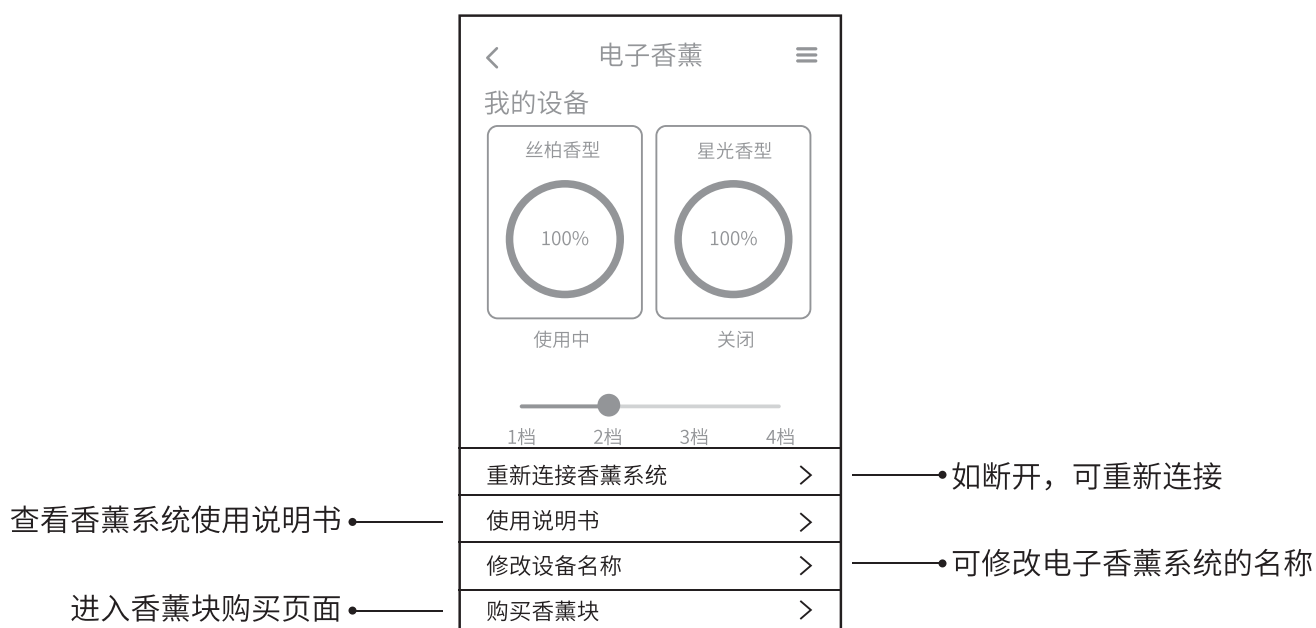 电子香薰
我的设备
丝柏香型
星光香型
100%
100%
使用中
关闭
1档 2档 3档 4档
重新连接香薰系统
如断开，可重新连接
查看香薰系统使用说明书
使用说明书
修改设备名称
可修改电子香薰系统的名称
进入香薰块购买页面
购买香薰块